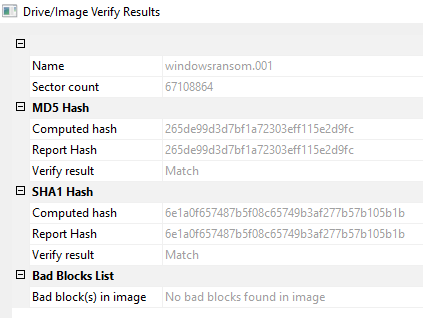 Drive/Image Verify Results
Name windowsransom.001
Sector count 67108864
MD5 Hash
Computed hash 265de99d3d7bf1a72303eff115e2d9fc
Report Hash 265de99d3d7bf1a72303eff115e2d9fc
Verify result Match
SHA1 Hash
Computed hash 6e1a0f657487b5f08c65749b3af277b57b105b1b
Report Hash 6e1a0f657487b5f08c65749b3af277b57b105b1b
Verify result Match
Bad Blocks List
Bad block(s) in image No bad blocks found in image